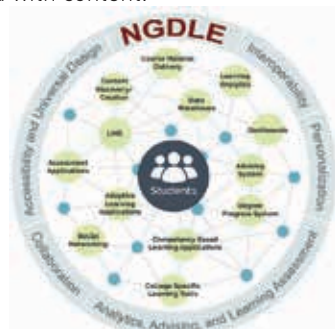 with content.
NGDLE
Accessibility and Universal Design
Interoperability
Personalization
Collaboration
Analytics, Advising, and Learning Assessment
Course Material
Delivery
Content
Discovery/
Creation
Learning
Analytics
Data
Warehouse
LMS
Dashboards
Assessment
Applications
Students
Advising
System
Adaptive
Learning
Applications
Degree
Progress System
Social
Networking
Competency Based
Learning Applications
College Specific
Learning Tools